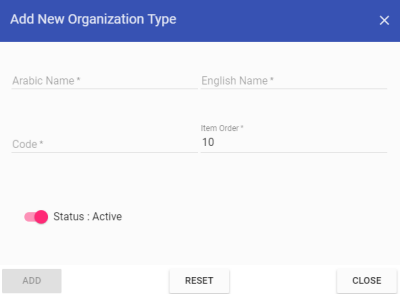 Add New Organization Type
Arabic Name *
English Name *
Code *
Item Order *
10
Status : Active
ADD
RESET
CLOSE